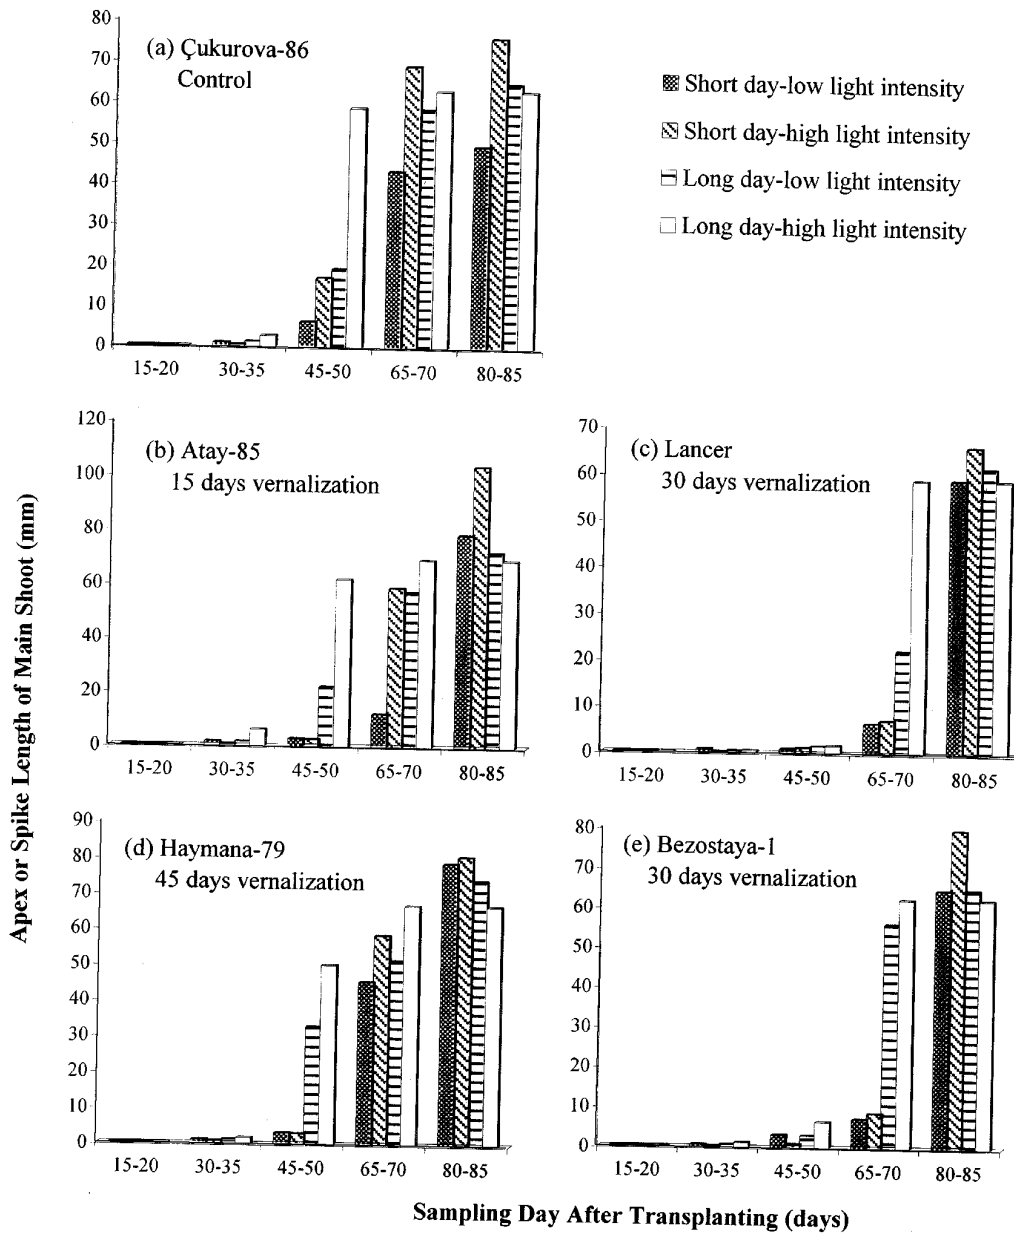 (a) Çukurova-86
Control
80
70
60
50
40
30
20
10
0
15-20 30-35 45-50 65-70 80-85
Short day-low light intensity
Short day-high light intensity
Long day-low light intensity
Long day-high light intensity
(b) Atay-85
15 days vernalization
120
100
80
60
40
20
0
15-20 30-35 45-50 65-70 80-85
(c) Lancer
30 days vernalization
70
60
50
40
30
20
10
0
15-20 30-35 45-50 65-70 80-85
(d) Haymana-79
45 days vernalization
90
80
70
60
50
40
30
20
10
0
15-20 30-35 45-50 65-70 80-85
(e) Bezostaya-1
30 days vernalization
80
70
60
50
40
30
20
10
0
15-20 30-35 45-50 65-70 80-85
Apex or Spike Length of Main Shoot (mm)
Sampling Day After Transplanting (days)